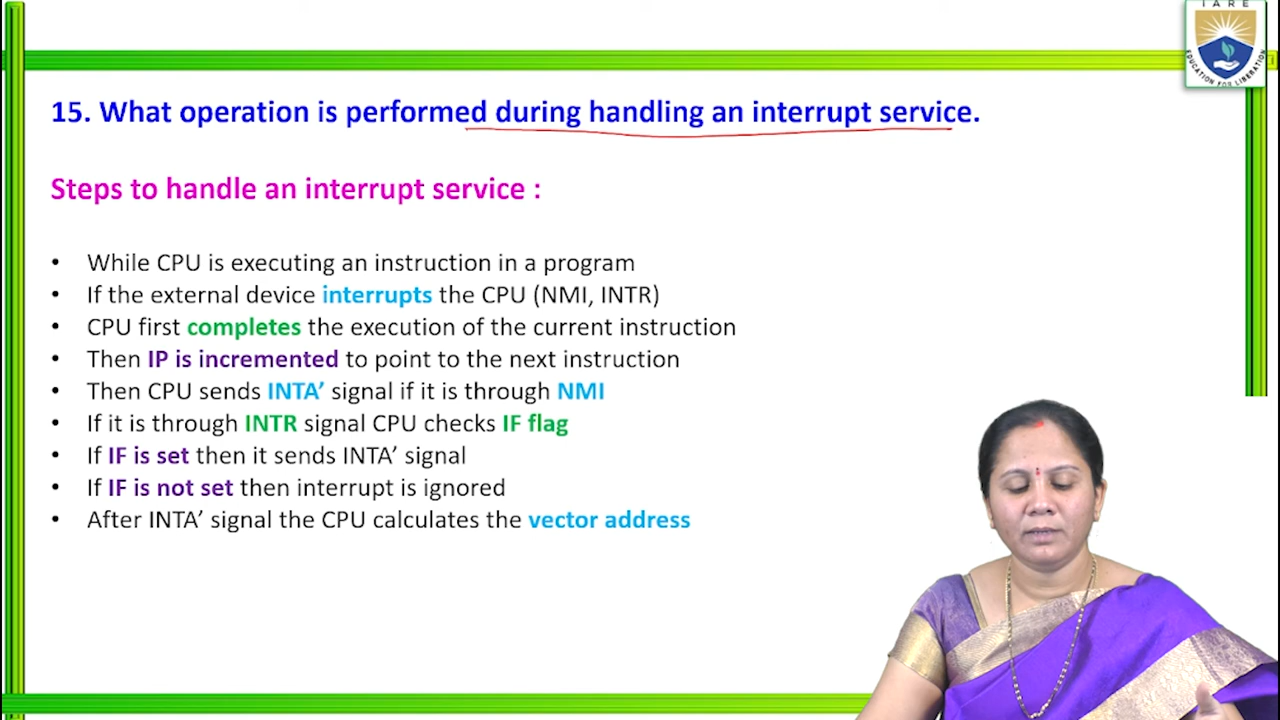 IARE
EDUCATION FOR LIBERATION
15. What operation is performed during handling an interrupt service.
Steps to handle an interrupt service :
• While CPU is executing an instruction in a program
• If the external device interrupts the CPU (NMI, INTR)
• CPU first completes the execution of the current instruction
• Then IP is incremented to point to the next instruction
• Then CPU sends INTA’ signal if it is through NMI
• If it is through INTR signal CPU checks IF flag
• If IF is set then it sends INTA’ signal
• If IF is not set then interrupt is ignored
• After INTA’ signal the CPU calculates the vector address